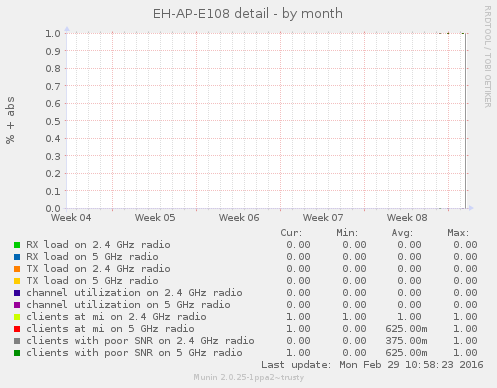 EH-AP-E108 detail - by month
RRDTOOL / TOBI OETIKER
% + abs
1.0
0.9
0.8
0.7
0.6
0.5
0.4
0.3
0.2
0.1
0.0
Week 04 Week 05 Week 06 Week 07 Week 08
Cur: Min: Avg: Max:
RX load on 2.4 GHz radio 0.00 0.00 0.00 0.00
RX load on 5 GHz radio 0.00 0.00 0.00 0.00
TX load on 2.4 GHz radio 0.00 0.00 0.00 0.00
TX load on 5 GHz radio 0.00 0.00 0.00 0.00
channel utilization on 2.4 GHz radio 0.00 0.00 0.00 0.00
channel utilization on 5 GHz radio 0.00 0.00 0.00 0.00
clients at mi on 2.4 GHz radio 1.00 1.00 1.00 1.00
clients at mi on 5 GHz radio 1.00 0.00 625.00m 1.00
clients with poor SNR on 2.4 GHz radio 0.00 0.00 375.00m 1.00
clients with poor SNR on 5 GHz radio 1.00 0.00 625.00m 1.00
Last update: Mon Feb 29 10:58:23 2016
Munin 2.0.25-1ppa2~trusty